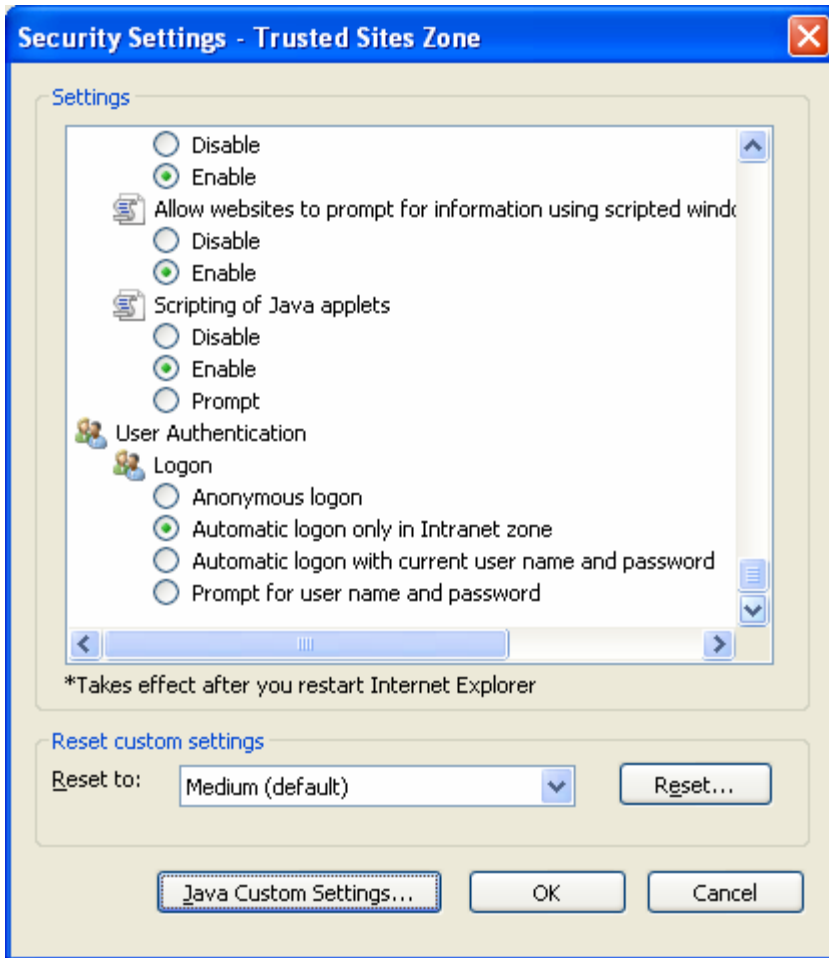 Security Settings - Trusted Sites Zone
Settings
Disable
Enable
Allow websites to prompt for information using scripted
Disable
Enable
Scripting of Java applets
Disable
Enable
Prompt
User Authentication
Logon
Anonymous logon
Automatic logon only in Intranet zone
Automatic logon with current user name and password
Prompt for user name and password
*Takes effect after you restart Internet Explorer
Reset custom settings
Reset to:
Medium (default)
Reset...
Java Custom Settings...
OK
Cancel